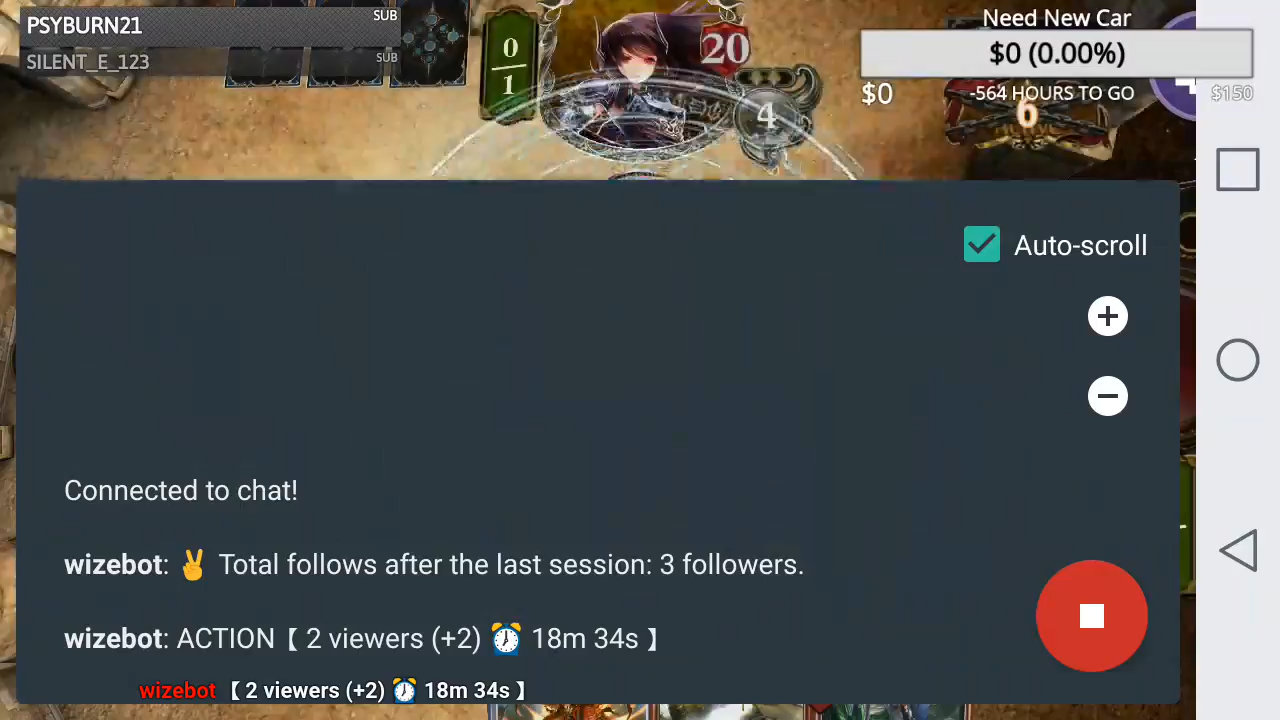 PSYBURN21 SUB
SILENT_E_123 SUB
0
1
20
4
Need New Car
$0 (0.00%)
$0 -564 HOURS TO GO $150
6
Auto-scroll
Connected to chat!
wizebot: ✌ Total follows after the last session: 3 followers.
wizebot: ACTION【 2 viewers (+2) ⏰ 18m 34s 】
wizebot 【 2 viewers (+2) ⏰ 18m 34s 】